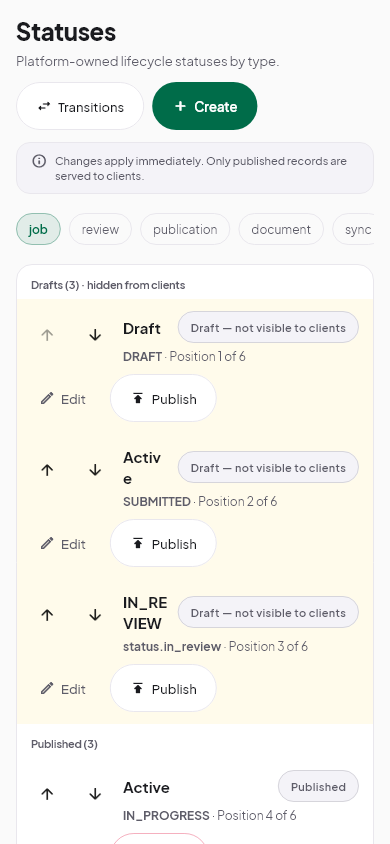 Statuses
Platform-owned lifecycle statuses by type.
Transitions
Create
Changes apply immediately. Only published records are
served to clients.
job
review
publication
document
sync
Drafts (3) · hidden from clients
Draft
Draft — not visible to clients
DRAFT · Position 1 of 6
Edit
Publish
Activ
e
Draft — not visible to clients
SUBMITTED · Position 2 of 6
Edit
Publish
IN_RE
VIEW
Draft — not visible to clients
status.in_review · Position 3 of 6
Edit
Publish
Published (3)
Active
Published
IN_PROGRESS · Position 4 of 6